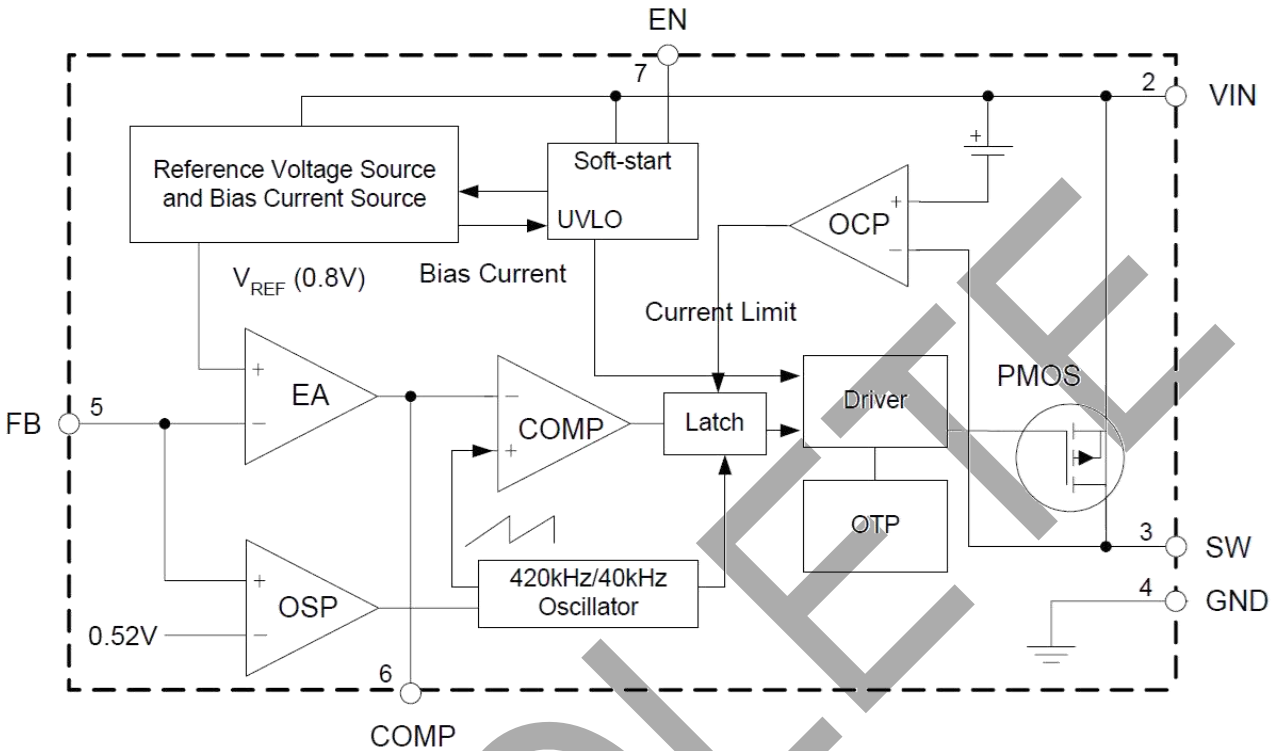 EN
7
2
VIN
Reference Voltage Source
and Bias Current Source
Soft-start
UVLO
+
+
OCP
−
VREF (0.8V)
Bias Current
Current Limit
PMOS
+
EA
−
FB
5
−
COMP
+
Latch
Driver
OTP
3
SW
4
GND
420kHz/40kHz
Oscillator
+
OSP
−
0.52V
6
COMP
OLETE